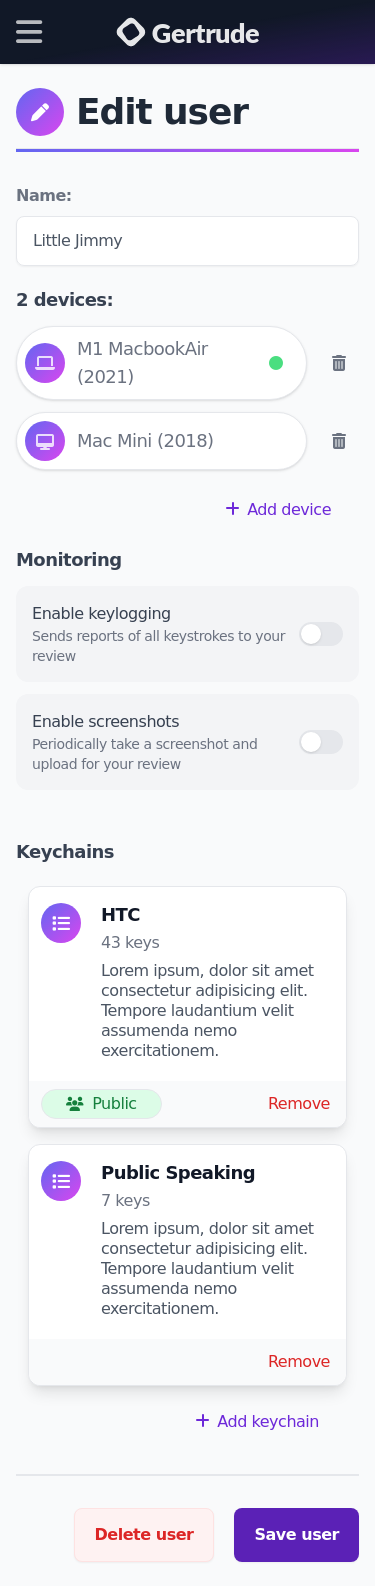 Gertrude
Edit user
Name:
Little Jimmy
2 devices:
M1 MacbookAir
(2021)
Mac Mini (2018)
+ Add device
Monitoring
Enable keylogging
Sends reports of all keystrokes to your
review
Enable screenshots
Periodically take a screenshot and
upload for your review
Keychains
HTC
43 keys
Lorem ipsum, dolor sit amet
consectetur adipisicing elit.
Tempore laudantium velit
assumenda nemo
exercitationem.
Public
Remove
Public Speaking
7 keys
Lorem ipsum, dolor sit amet
consectetur adipisicing elit.
Tempore laudantium velit
assumenda nemo
exercitationem.
Remove
+ Add keychain
Delete user
Save user